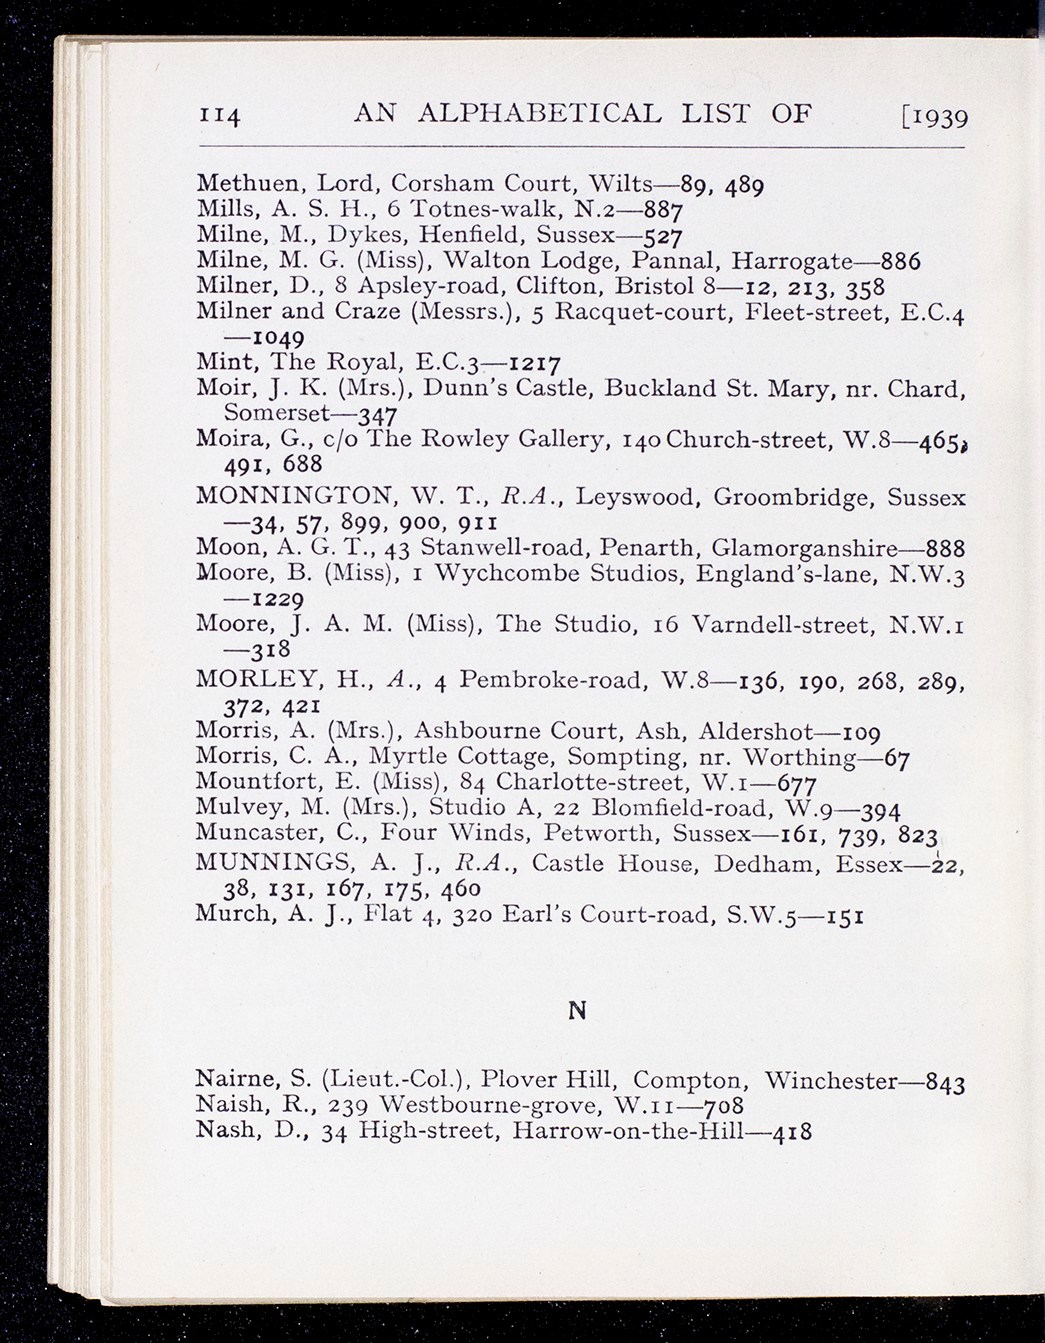 114 AN ALPHABETICAL LIST OF [1939
Methuen, Lord, Corsham Court, Wilts—89, 489
Mills, A. S. H., 6 Totnes-walk, N.2—887
Milne, M., Dykes, Henfield, Sussex—527
Milne, M. G. (Miss), Walton Lodge, Pannal, Harrogate—886
Milner, D., 8 Apsley-road, Clifton, Bristol 8—12, 213, 358
Milner and Craze (Messrs.), 5 Racquet-court, Fleet-street, E.C.4
—1049
Mint, The Royal, E.C.3—1217
Moir, J. K. (Mrs.), Dunn's Castle, Buckland St. Mary, nr. Chard,
Somerset—347
Moira, G., c/o The Rowley Gallery, 140 Church-street, W.8—465,
491, 688
MONNINGTON, W. T., R.A., Leyswood, Groombridge, Sussex
—34, 57, 899, 900, 911
Moon, A. G. T., 43 Stanwell-road, Penarth, Glamorganshire—888
Moore, B. (Miss), 1 Wychcombe Studios, England's-lane, N.W.3
—1229
Moore, J. A. M. (Miss), The Studio, 16 Varndell-street, N.W.1
—318
MORLEY, H., A., 4 Pembroke-road, W.8—136, 190, 268, 289,
372, 421
Morris, A. (Mrs.), Ashbourne Court, Ash, Aldershot—109
Morris, C. A., Myrtle Cottage, Sompting, nr. Worthing—67
Mountfort, E. (Miss), 84 Charlotte-street, W.1—677
Mulvey, M. (Mrs.), Studio A, 22 Blomfield-road, W.9—394
Muncaster, C., Four Winds, Petworth, Sussex—161, 739, 823
MUNNINGS, A. J., R.A., Castle House, Dedham, Essex—22,
38, 131, 167, 175, 460
Murch, A. J., Flat 4, 320 Earl's Court-road, S.W.5—151
N
Nairne, S. (Lieut.-Col.), Plover Hill, Compton, Winchester—843
Naish, R., 239 Westbourne-grove, W.11—708
Nash, D., 34 High-street, Harrow-on-the-Hill—418